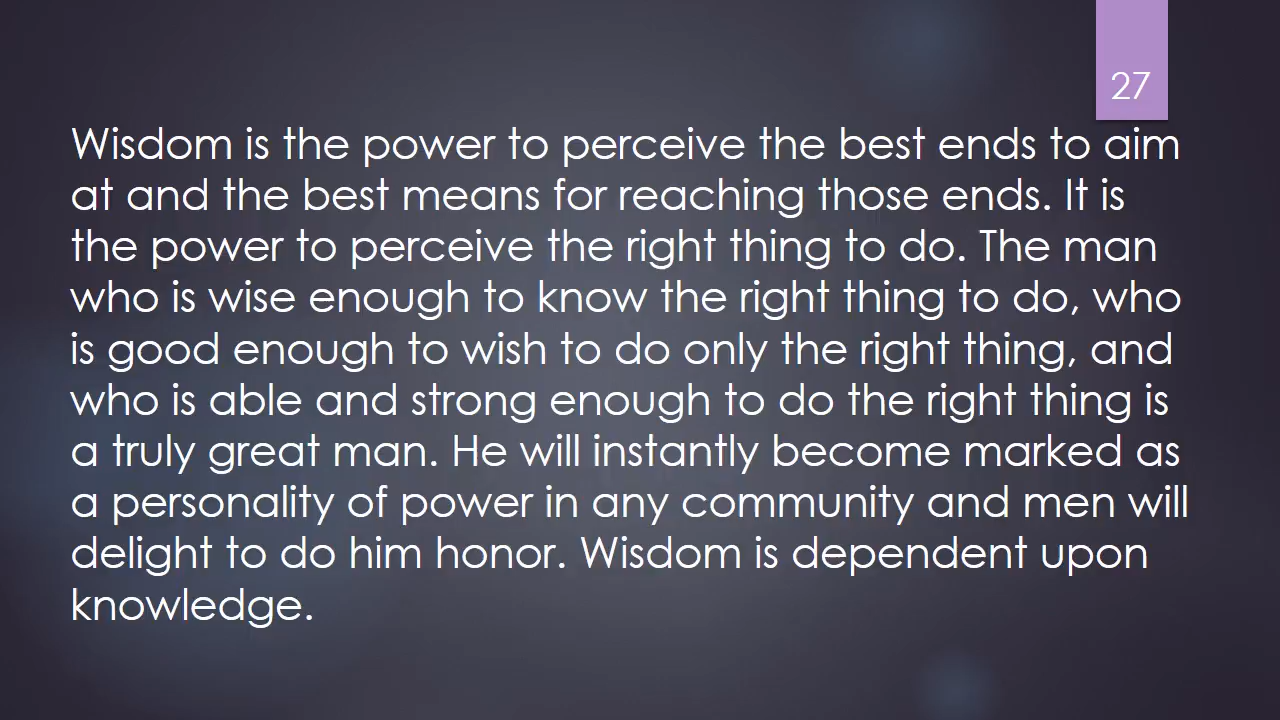 27
Wisdom is the power to perceive the best ends to aim
at and the best means for reaching those ends. It is
the power to perceive the right thing to do. The man
who is wise enough to know the right thing to do, who
is good enough to wish to do only the right thing, and
who is able and strong enough to do the right thing is
a truly great man. He will instantly become marked as
a personality of power in any community and men will
delight to do him honor. Wisdom is dependent upon
knowledge.